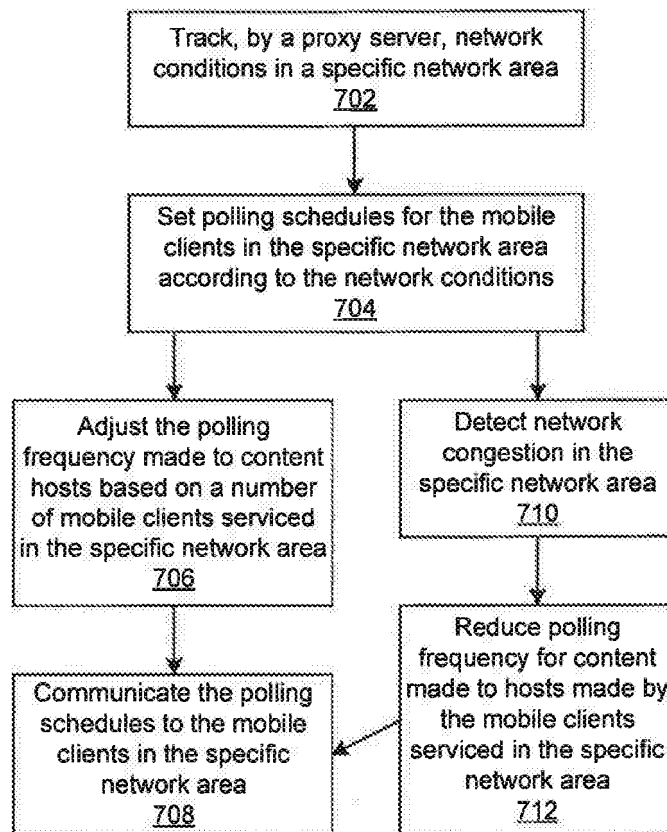 Track, by a proxy server, network
conditions in a specific network area
702
Set polling schedules for the mobile
clients in the specific network area
according to the network conditions
704
Adjust the polling
frequency made to content
hosts based on a number
of mobile clients serviced
in the specific network area
706
Detect network
congestion in the
specific network area
710
Communicate the polling
schedules to the mobile
clients in the specific
network area
708
Reduce polling
frequency for content
made to hosts made by
the mobile clients
serviced in the specific
network area
712